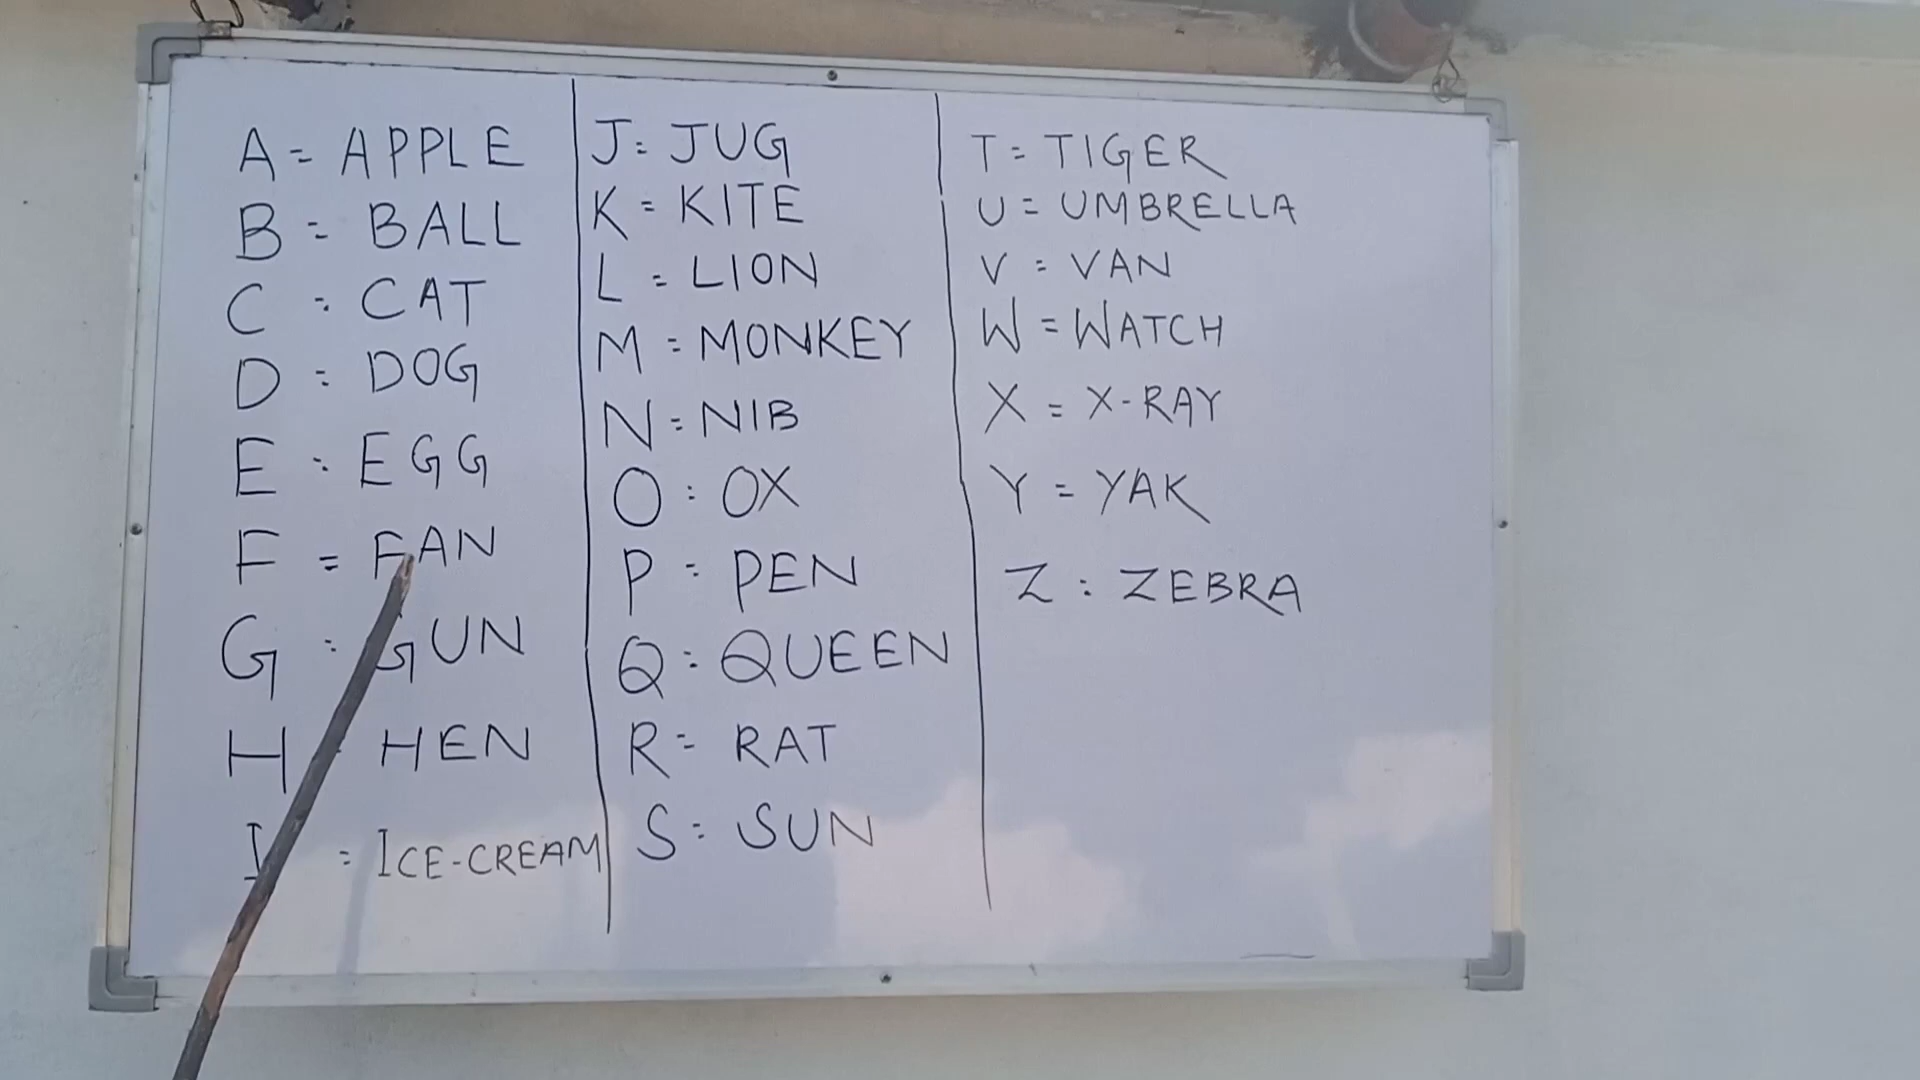 A = APPLE
B = BALL
C = CAT
D = DOG
E = EGG
F = FAN
G = GUN
H = HEN
I = ICE-CREAM
J = JUG
K = KITE
L = LION
M = MONKEY
N = NIB
O = OX
P = PEN
Q = QUEEN
R = RAT
S = SUN
T = TIGER
U = UMBRELLA
V = VAN
W = WATCH
X = X-RAY
Y = YAK
Z = ZEBRA